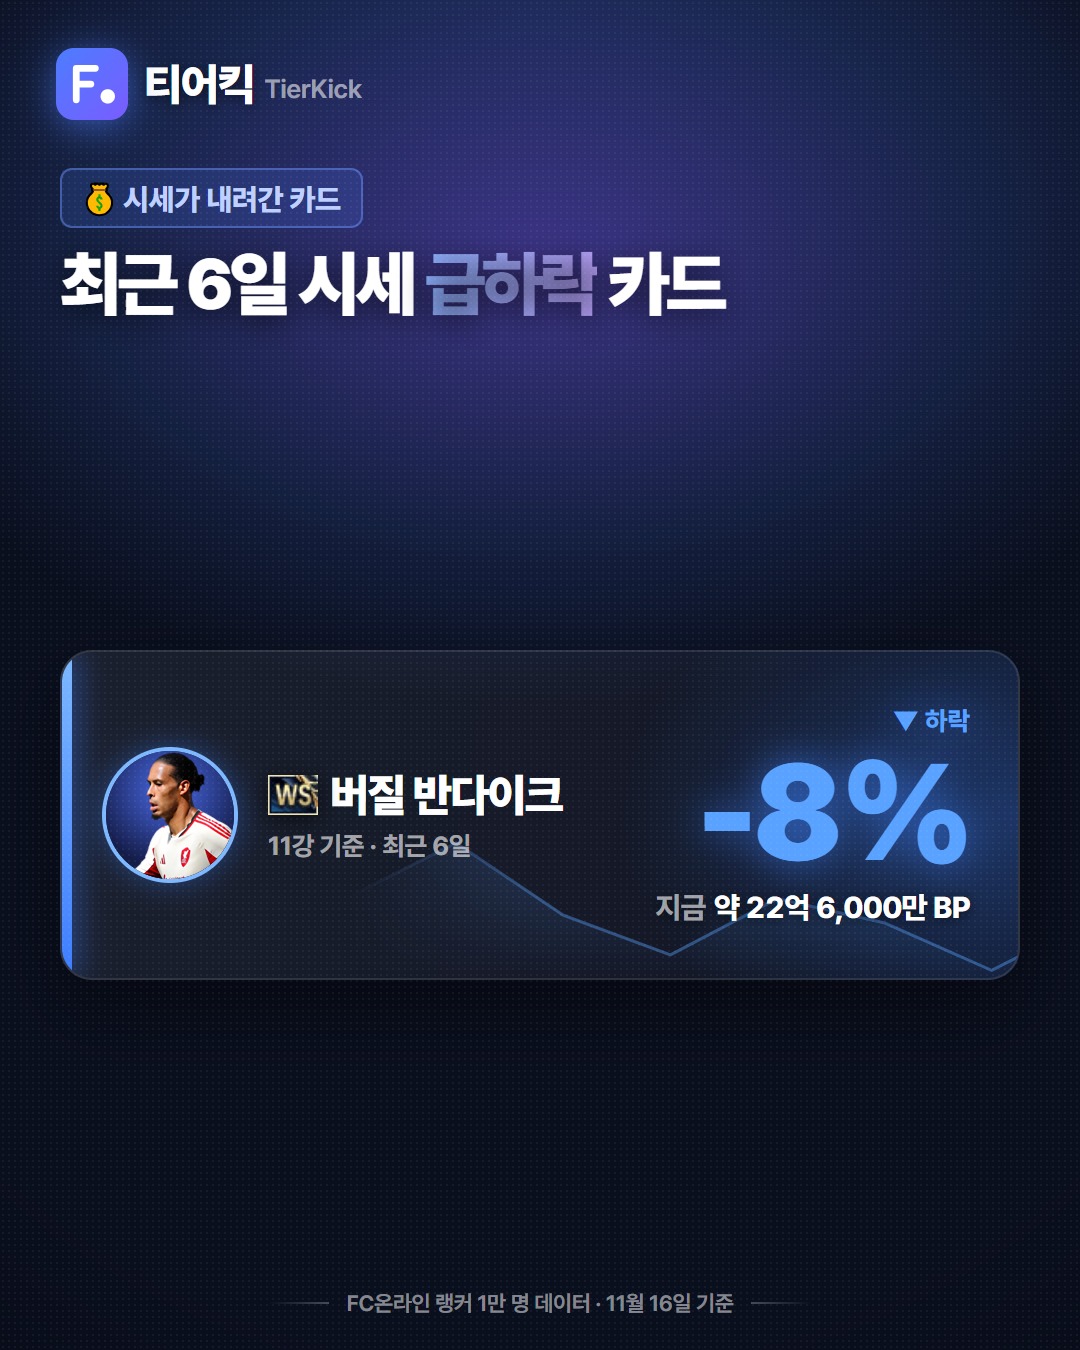 F.
티어킥 TierKick
💰 시세가 내려간 카드
최근 6일 시세 급하락 카드
▼ 하락
WS 버질 반다이크
-8%
11강 기준 · 최근 6일
지금 약 22억 6,000만 BP
FC온라인 랭커 1만 명 데이터 · 11월 16일 기준